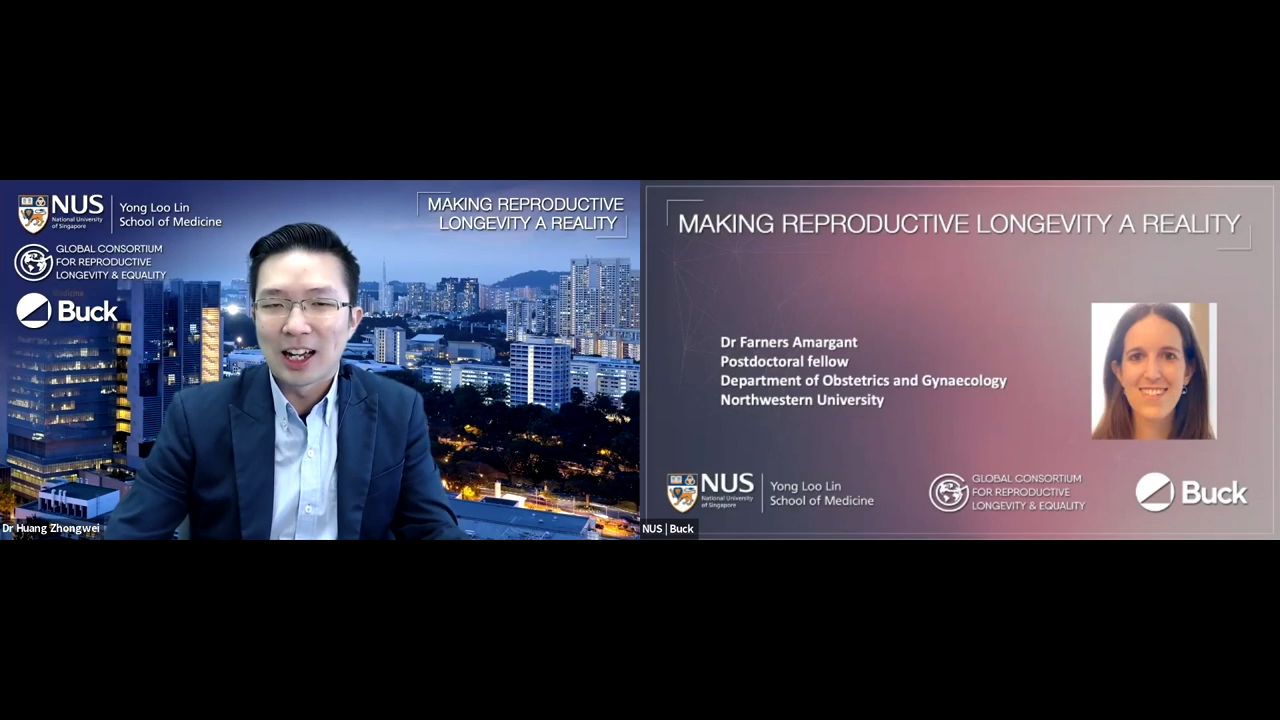 NUS
National University
of Singapore
Yong Loo Lin
School of Medicine
GLOBAL CONSORTIUM
FOR REPRODUCTIVE
LONGEVITY & EQUALITY
Buck
MAKING REPRODUCTIVE
LONGEVITY A REALITY
Dr Huang Zhongwei
MAKING REPRODUCTIVE LONGEVITY A REALITY
Dr Farners Amargant
Postdoctoral fellow
Department of Obstetrics and Gynaecology
Northwestern University
NUS
National University
of Singapore
Yong Loo Lin
School of Medicine
GLOBAL CONSORTIUM
FOR REPRODUCTIVE
LONGEVITY & EQUALITY
Buck
NUS | Buck